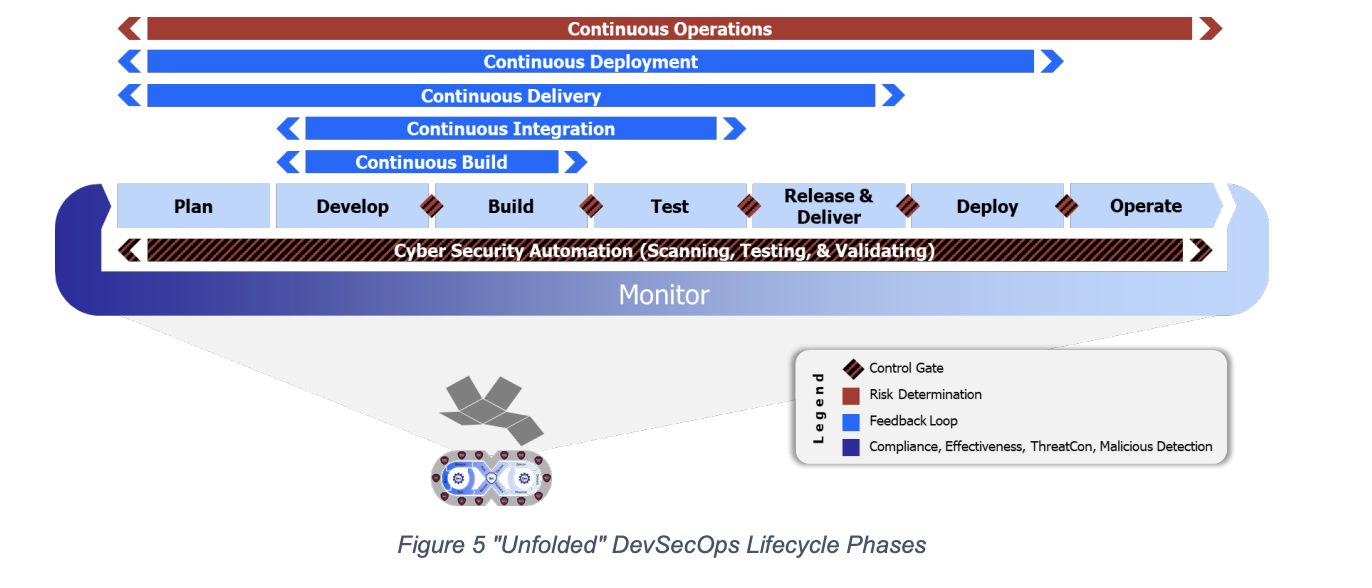 Continuous Operations
Continuous Deployment
Continuous Delivery
Continuous Integration
Continuous Build
Plan
Develop
Build
Test
Release &
Deliver
Deploy
Operate
Cyber Security Automation (Scanning, Testing, & Validating)
Monitor
Legend
Control Gate
Risk Determination
Feedback Loop
Compliance, Effectiveness, ThreatCon, Malicious Detection
Figure 5 "Unfolded" DevSecOps Lifecycle Phases